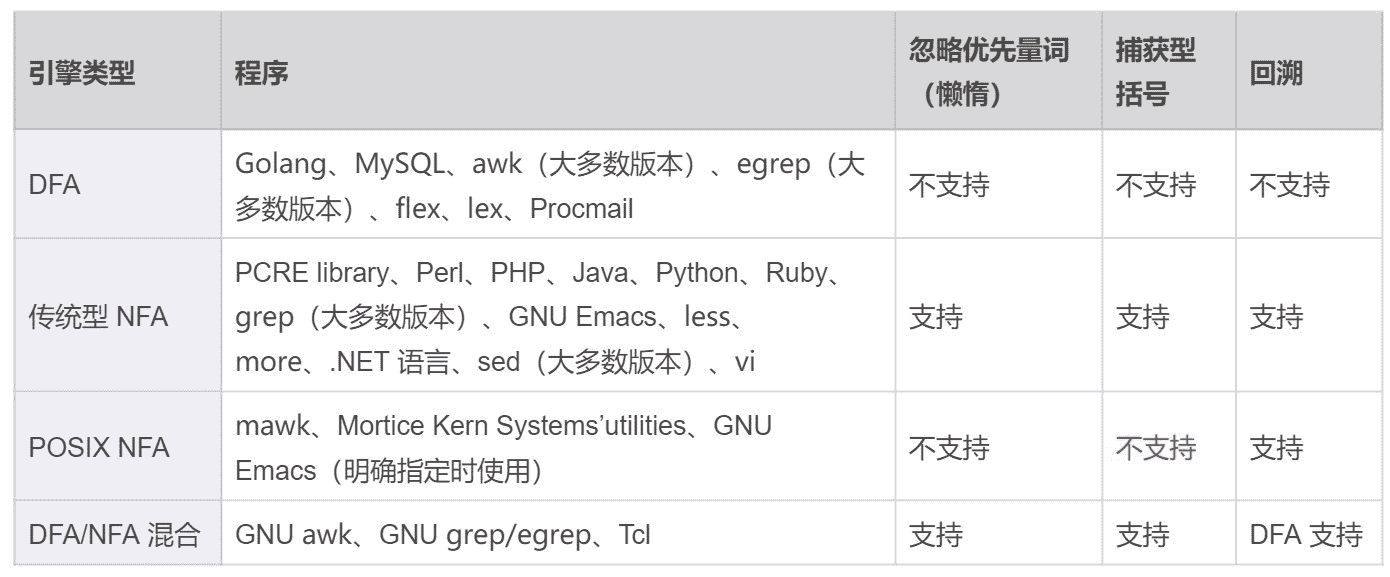 引擎类型
程序
忽略优先量词
（懒惰）
捕获型
括号
回溯
DFA
Golang、MySQL、awk（大多数版本）、egrep（大
多数版本）、flex、lex、Procmail
不支持
不支持
不支持
传统型 NFA
PCRE library、Perl、PHP、Java、Python、Ruby、
grep（大多数版本）、GNU Emacs、less、
more、.NET 语言、sed（大多数版本）、vi
支持
支持
支持
POSIX NFA
mawk、Mortice Kern Systems’utilities、GNU
Emacs（明确指定时使用）
不支持
不支持
支持
DFA/NFA 混合
GNU awk、GNU grep/egrep、Tcl
支持
支持
DFA 支持